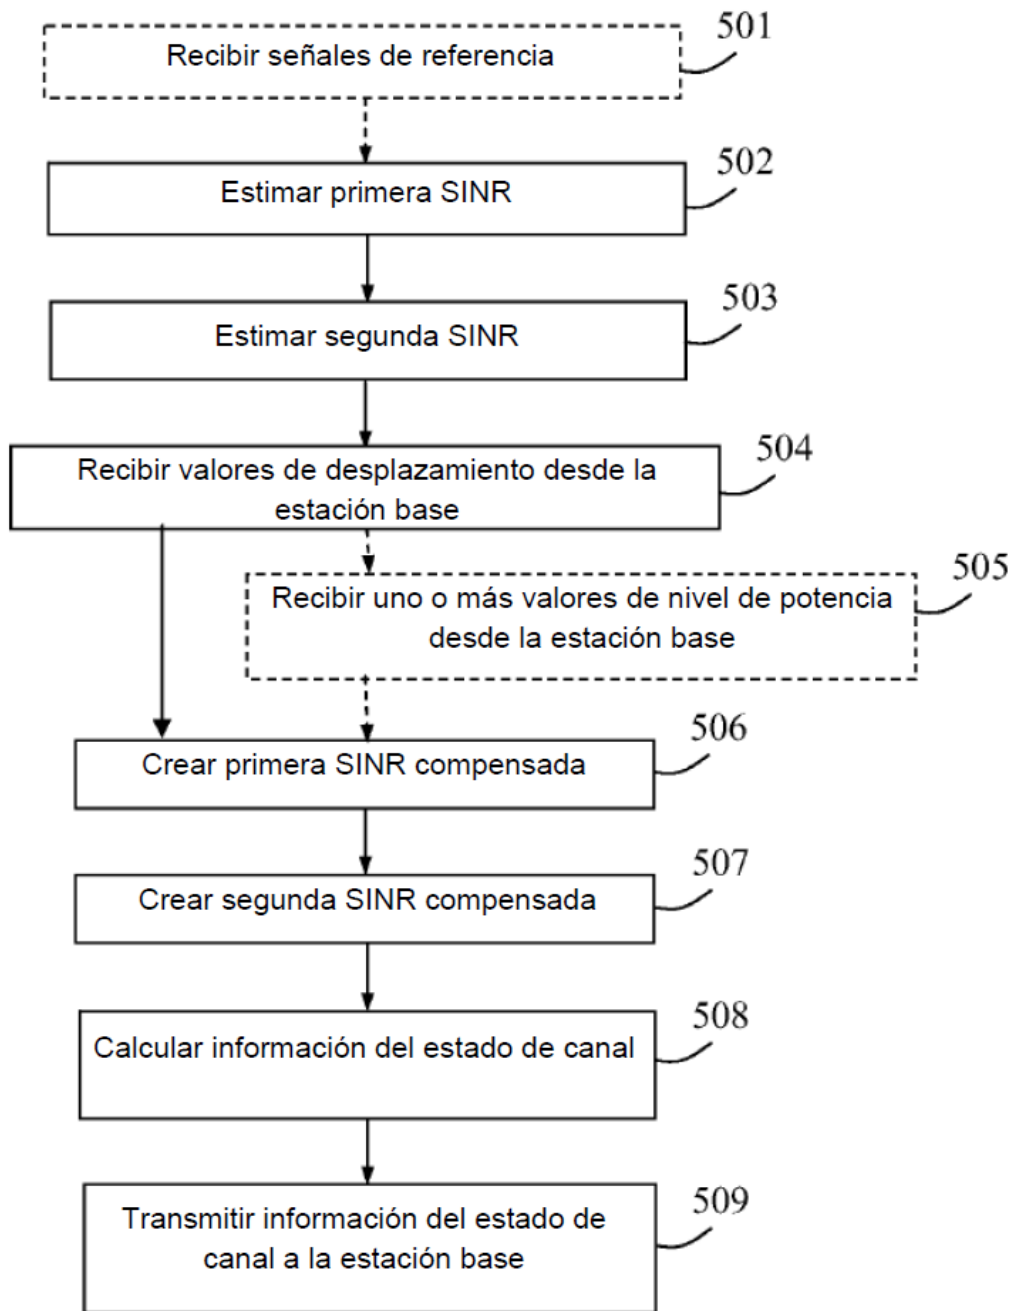 501
Recibir señales de referencia
502
Estimar primera SINR
503
Estimar segunda SINR
504
Recibir valores de desplazamiento desde la
estación base
505
Recibir uno o más valores de nivel de potencia
desde la estación base
506
Crear primera SINR compensada
507
Crear segunda SINR compensada
508
Calcular información del estado de canal
509
Transmitir información del estado de
canal a la estación base